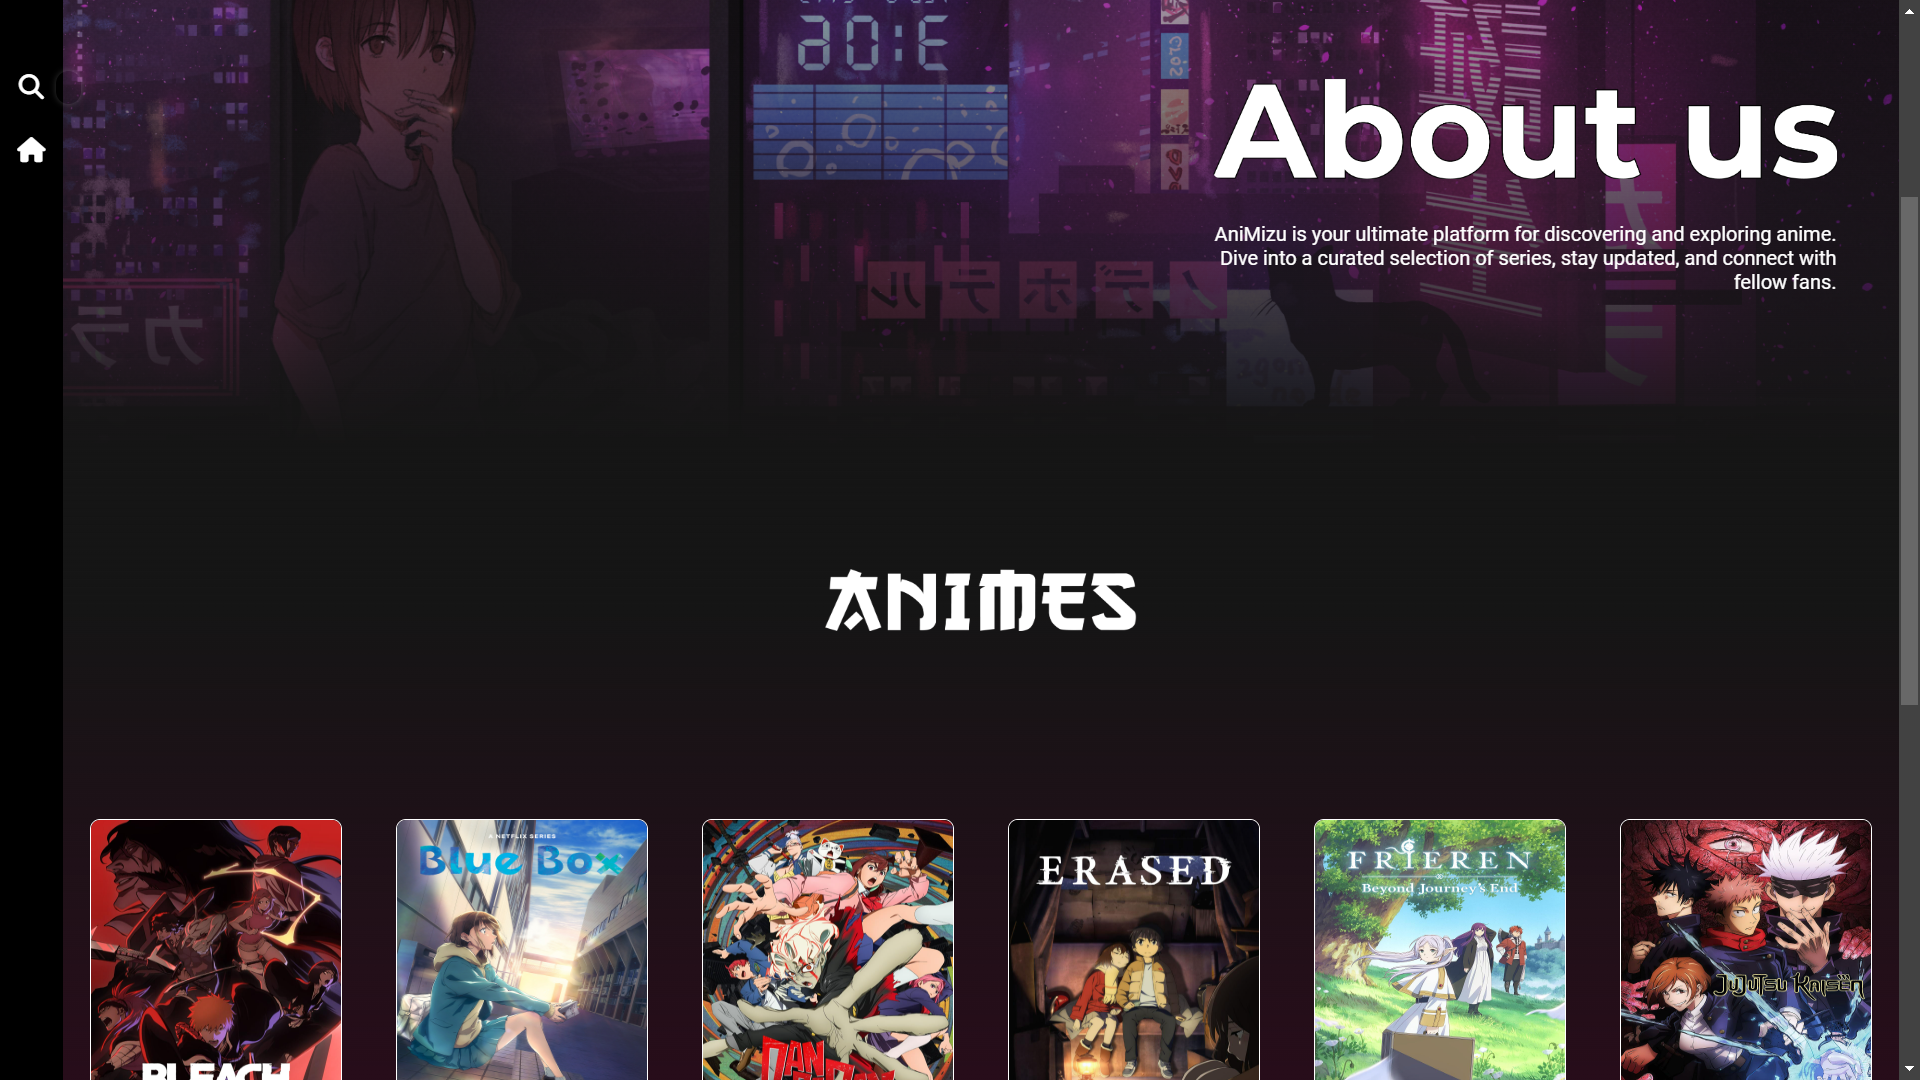 About us
AniMizu is your ultimate platform for discovering and exploring anime.
Dive into a curated selection of series, stay updated, and connect with
fellow fans.
ANIMES
BLEACH
A NETFLIX SERIES
Blue Box
DAN
DA DAN
ERASED
FRIEREN
Beyond Journey's End
JUJUTSU KAISEN